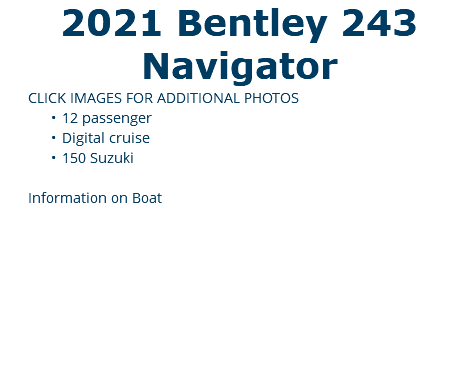 2021 Bentley 243
Navigator
CLICK IMAGES FOR ADDITIONAL PHOTOS
• 12 passenger
• Digital cruise
• 150 Suzuki
Information on Boat